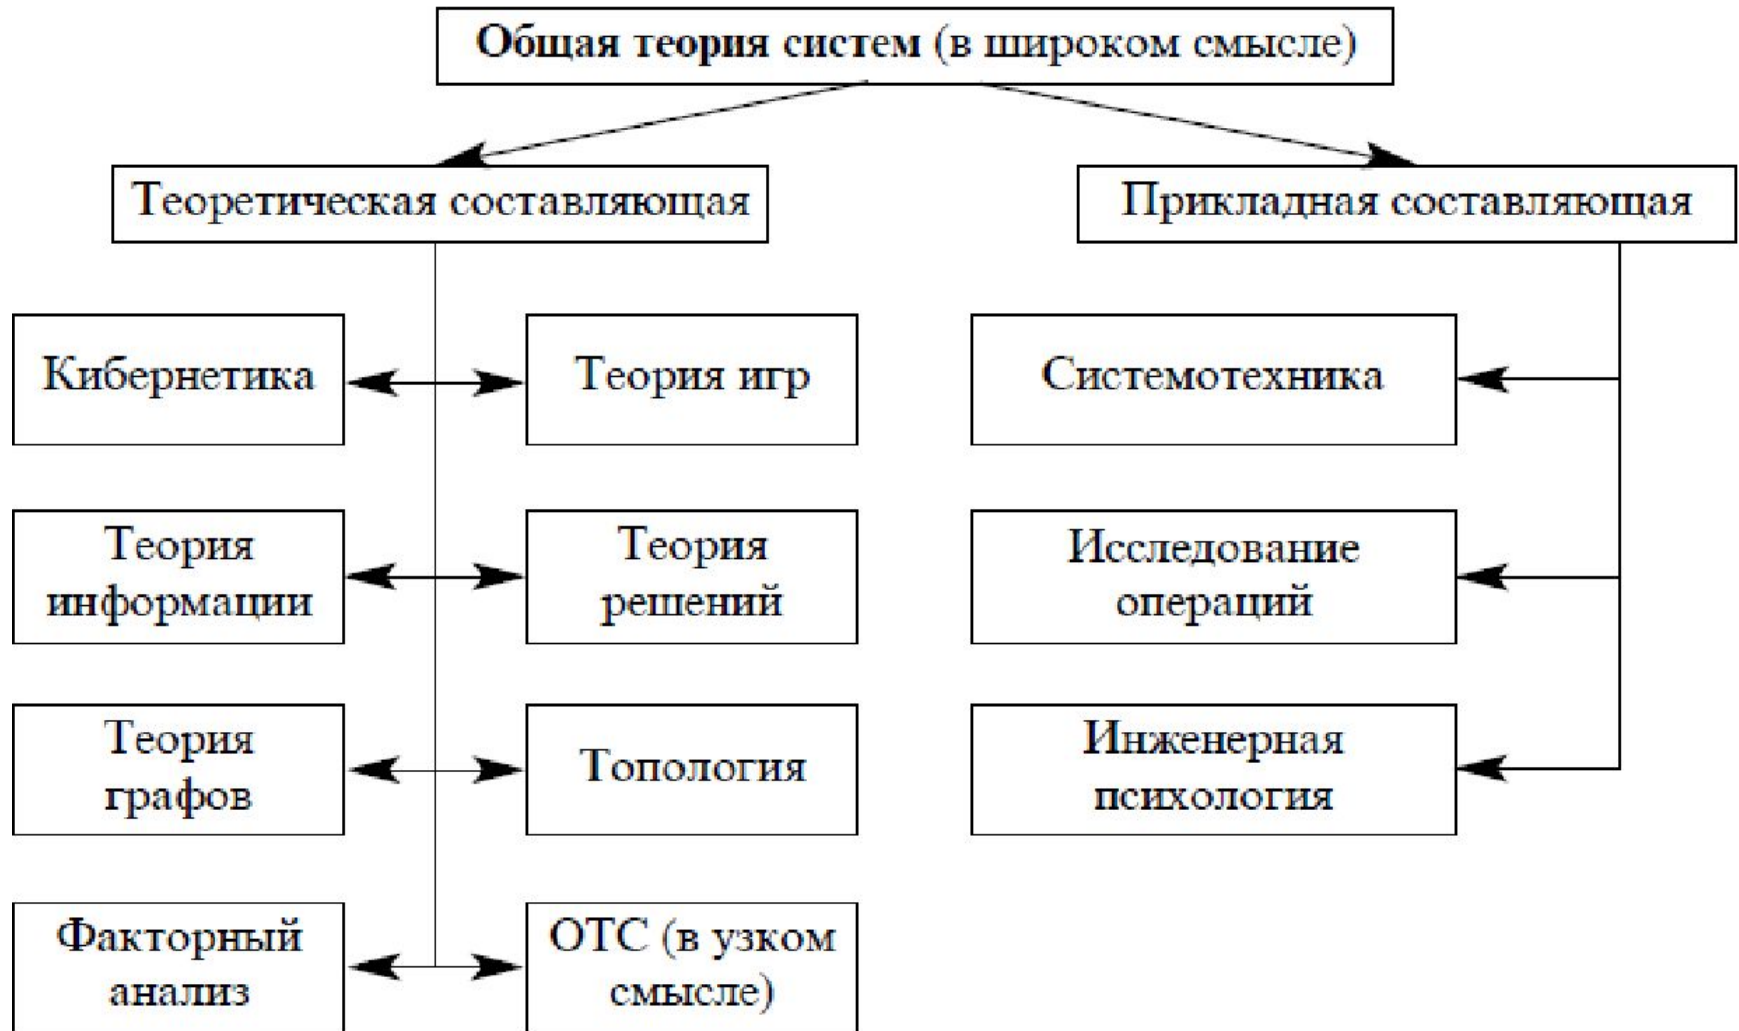 Общая теория систем (в широком смысле)
Теоретическая составляющая
Прикладная составляющая
Кибернетика
Теория игр
Системотехника
Теория
информации
Теория
решений
Исследование
операций
Теория
графов
Топология
Инженерная
психология
Факторный
анализ
ОТС (в узком
смысле)